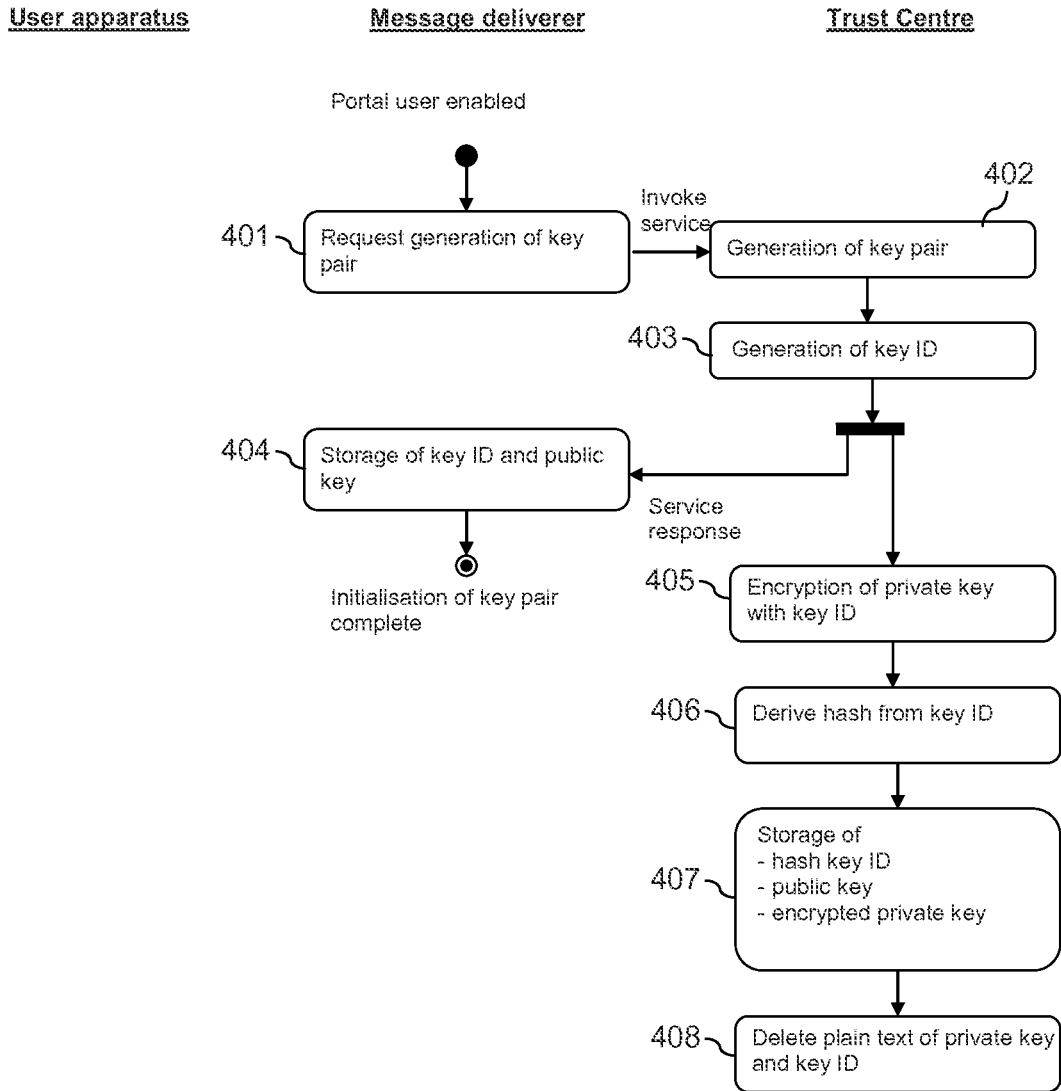 User apparatus
Message deliverer
Trust Centre
Portal user enabled
402
Invoke
service
401
Request generation of key
pair
Generation of key pair
403
Generation of key ID
404
Storage of key ID and public
key
Service
response
405
Encryption of private key
with key ID
Initialisation of key pair
complete
406
Derive hash from key ID
407
Storage of
- hash key ID
- public key
- encrypted private key
408
Delete plain text of private key
and key ID